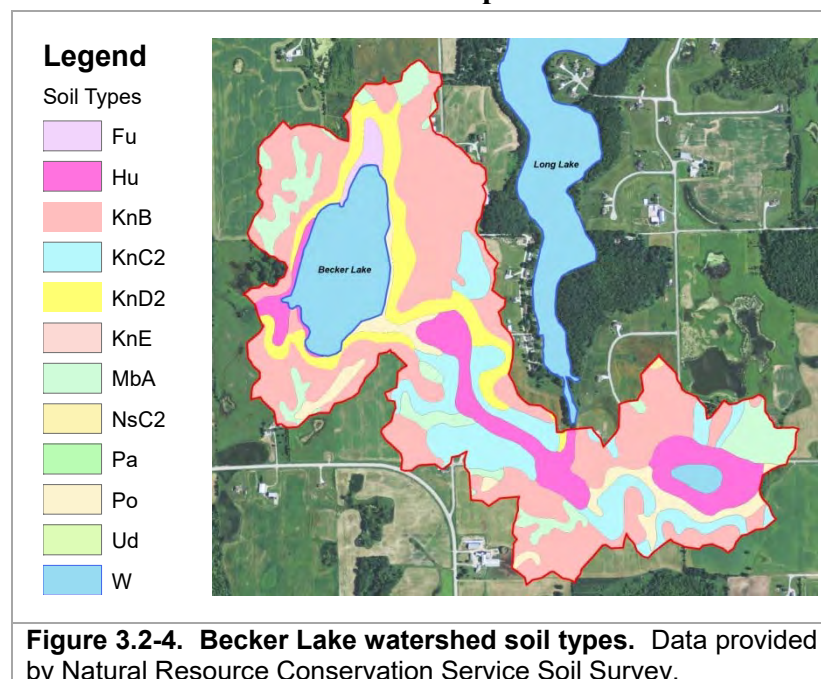 Legend
Soil Types
Fu
Hu
KnB
KnC2
KnD2
KnE
MbA
NsC2
Pa
Po
Ud
W
Long Lake
Becker Lake
Figure 3.2-4. Becker Lake watershed soil types. Data provided
by Natural Resource Conservation Service Soil Survey.